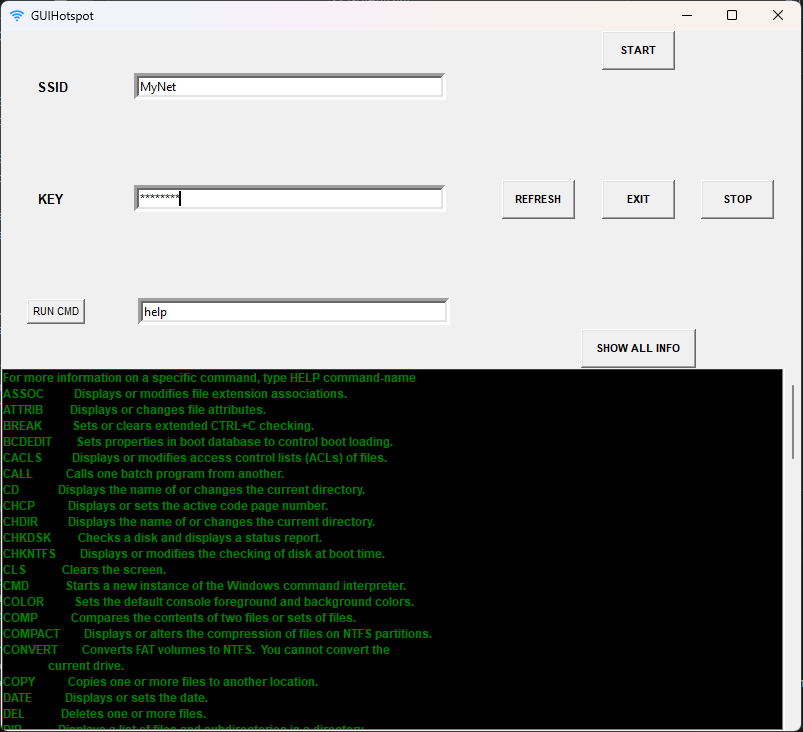 GUIHotspot
START
SSID
MyNet
KEY
********
REFRESH
EXIT
STOP
RUN CMD
help
SHOW ALL INFO
For more information on a specific command, type HELP command-name
ASSOC          Displays or modifies file extension associations.
ATTRIB         Displays or changes file attributes.
BREAK          Sets or clears extended CTRL+C checking.
BCDEDIT        Sets properties in boot database to control boot loading.
CACLS          Displays or modifies access control lists (ACLs) of files.
CALL           Calls one batch program from another.
CD             Displays the name of or changes the current directory.
CHCP           Displays or sets the active code page number.
CHDIR          Displays the name of or changes the current directory.
CHKDSK         Checks a disk and displays a status report.
CHKNTFS        Displays or modifies the checking of disk at boot time.
CLS            Clears the screen.
CMD            Starts a new instance of the Windows command interpreter.
COLOR          Sets the default console foreground and background colors.
COMP           Compares the contents of two files or sets of files.
COMPACT        Displays or alters the compression of files on NTFS partitions.
CONVERT        Converts FAT volumes to NTFS.  You cannot convert the
               current drive.
COPY           Copies one or more files to another location.
DATE           Displays or sets the date.
DEL            Deletes one or more files.
DIR            Displays a list of files and subdirectories in a directory.